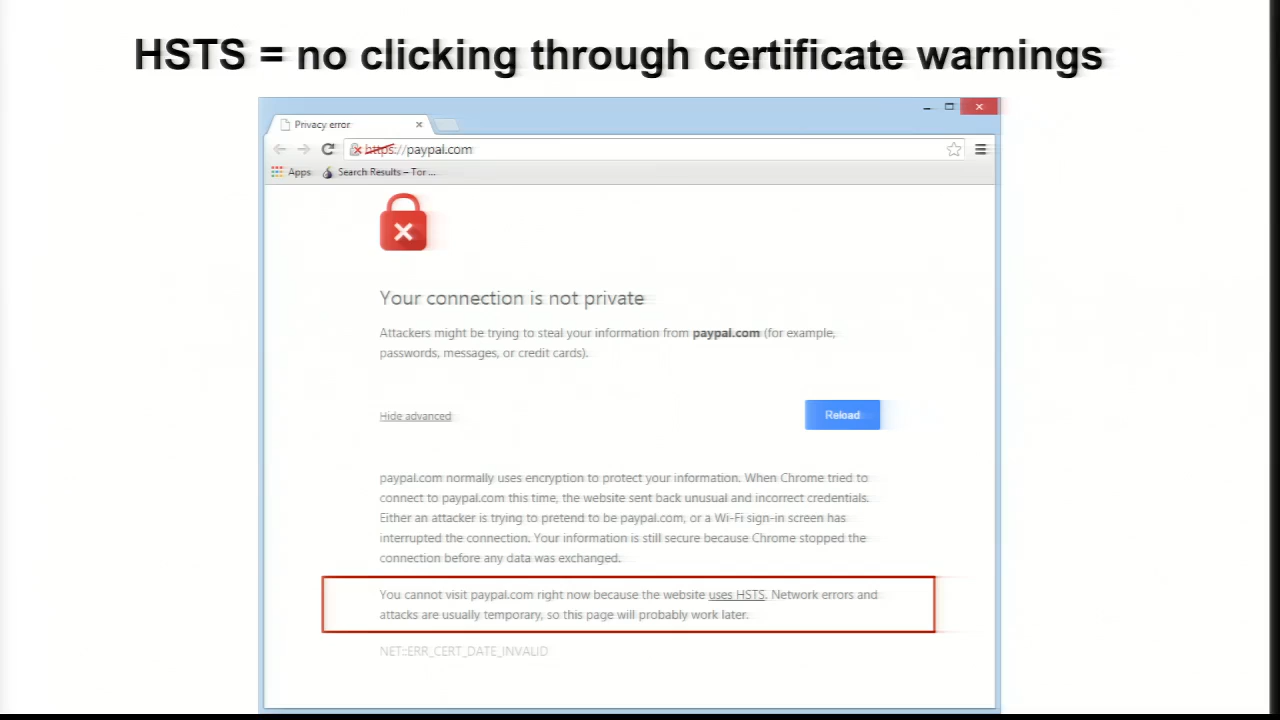 HSTS = no clicking through certificate warnings
Privacy error
https://paypal.com
Apps Search Results – Tor ...
Your connection is not private
Attackers might be trying to steal your information from paypal.com (for example,
passwords, messages, or credit cards).
Hide advanced
Reload
paypal.com normally uses encryption to protect your information. When Chrome tried to
connect to paypal.com this time, the website sent back unusual and incorrect credentials.
Either an attacker is trying to pretend to be paypal.com, or a Wi-Fi sign-in screen has
interrupted the connection. Your information is still secure because Chrome stopped the
connection before any data was exchanged.
You cannot visit paypal.com right now because the website uses HSTS. Network errors and
attacks are usually temporary, so this page will probably work later.
NET::ERR_CERT_DATE_INVALID